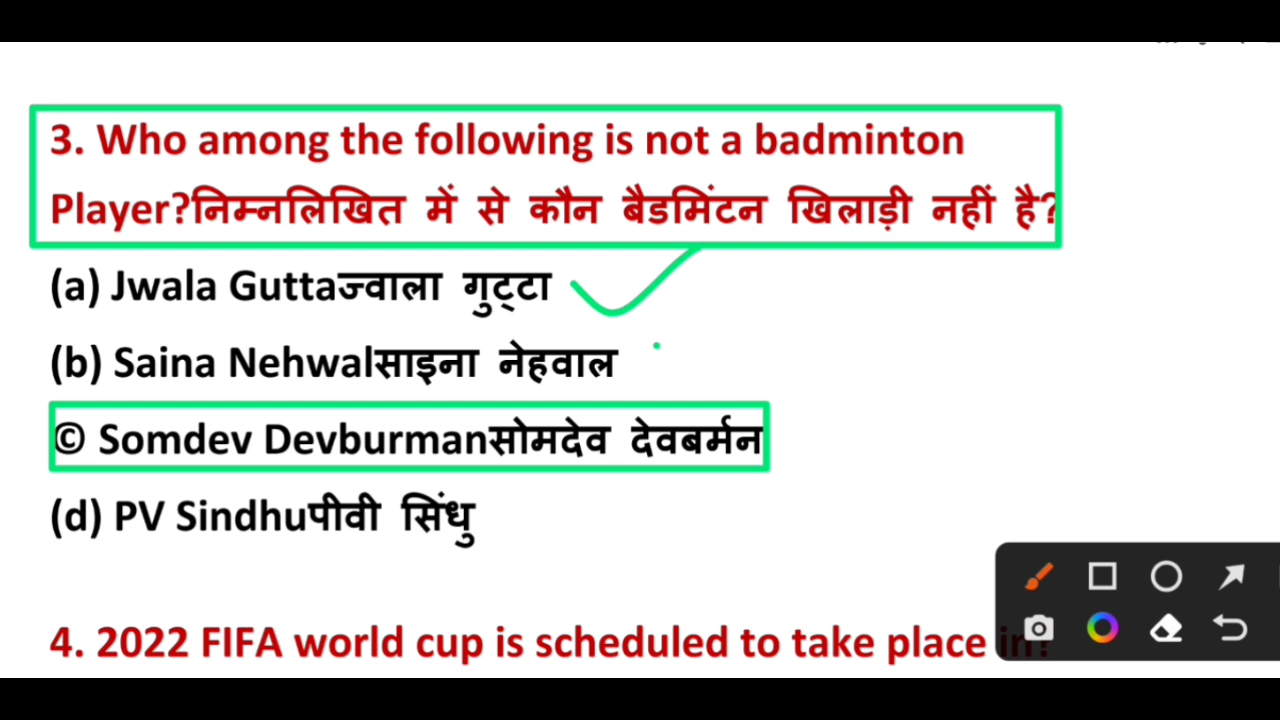 3. Who among the following is not a badminton
Player?निम्नलिखित में से कौन बैडमिंटन खिलाड़ी नहीं है?
(a) Jwala Guttaज्वाला गुट्टा
(b) Saina Nehwalसाइना नेहवाल
© Somdev Devburmanसोमदेव देवबर्मन
(d) PV Sindhuपीवी सिंधु
4. 2022 FIFA world cup is scheduled to take place in?